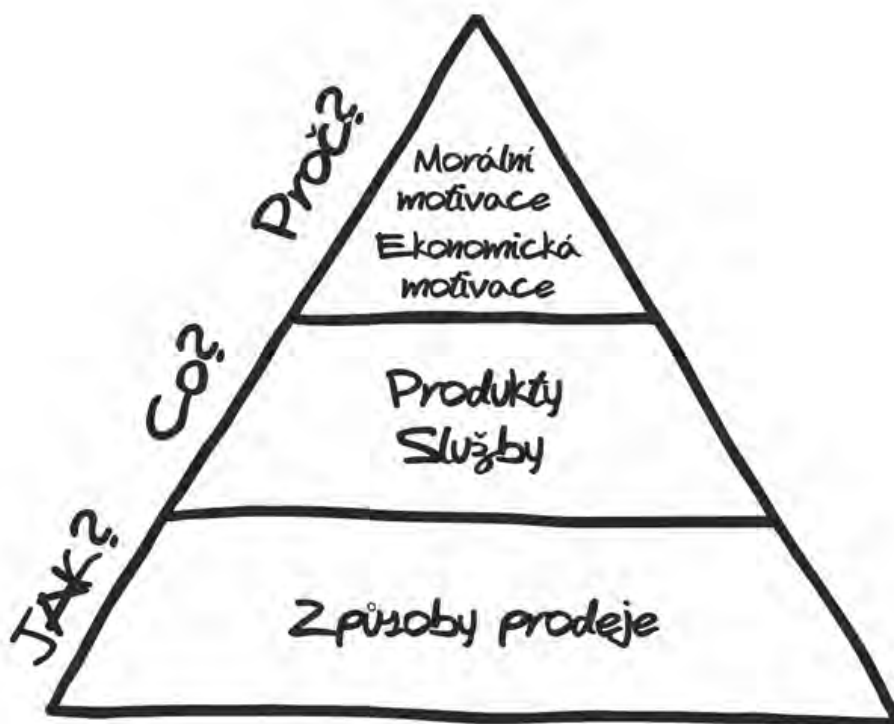 Proč?
Morální
motivace
Ekonomická
motivace
Co?
Produkty
Služby
JAK?
Způsoby prodeje